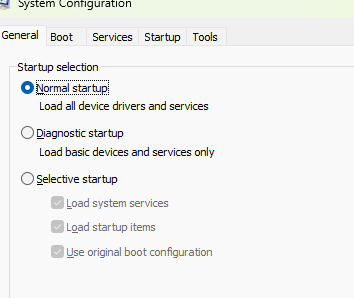 System Configuration
General Boot Services Startup Tools
Startup selection
Normal startup
Load all device drivers and services
Diagnostic startup
Load basic devices and services only
Selective startup
Load system services
Load startup items
Use original boot configuration